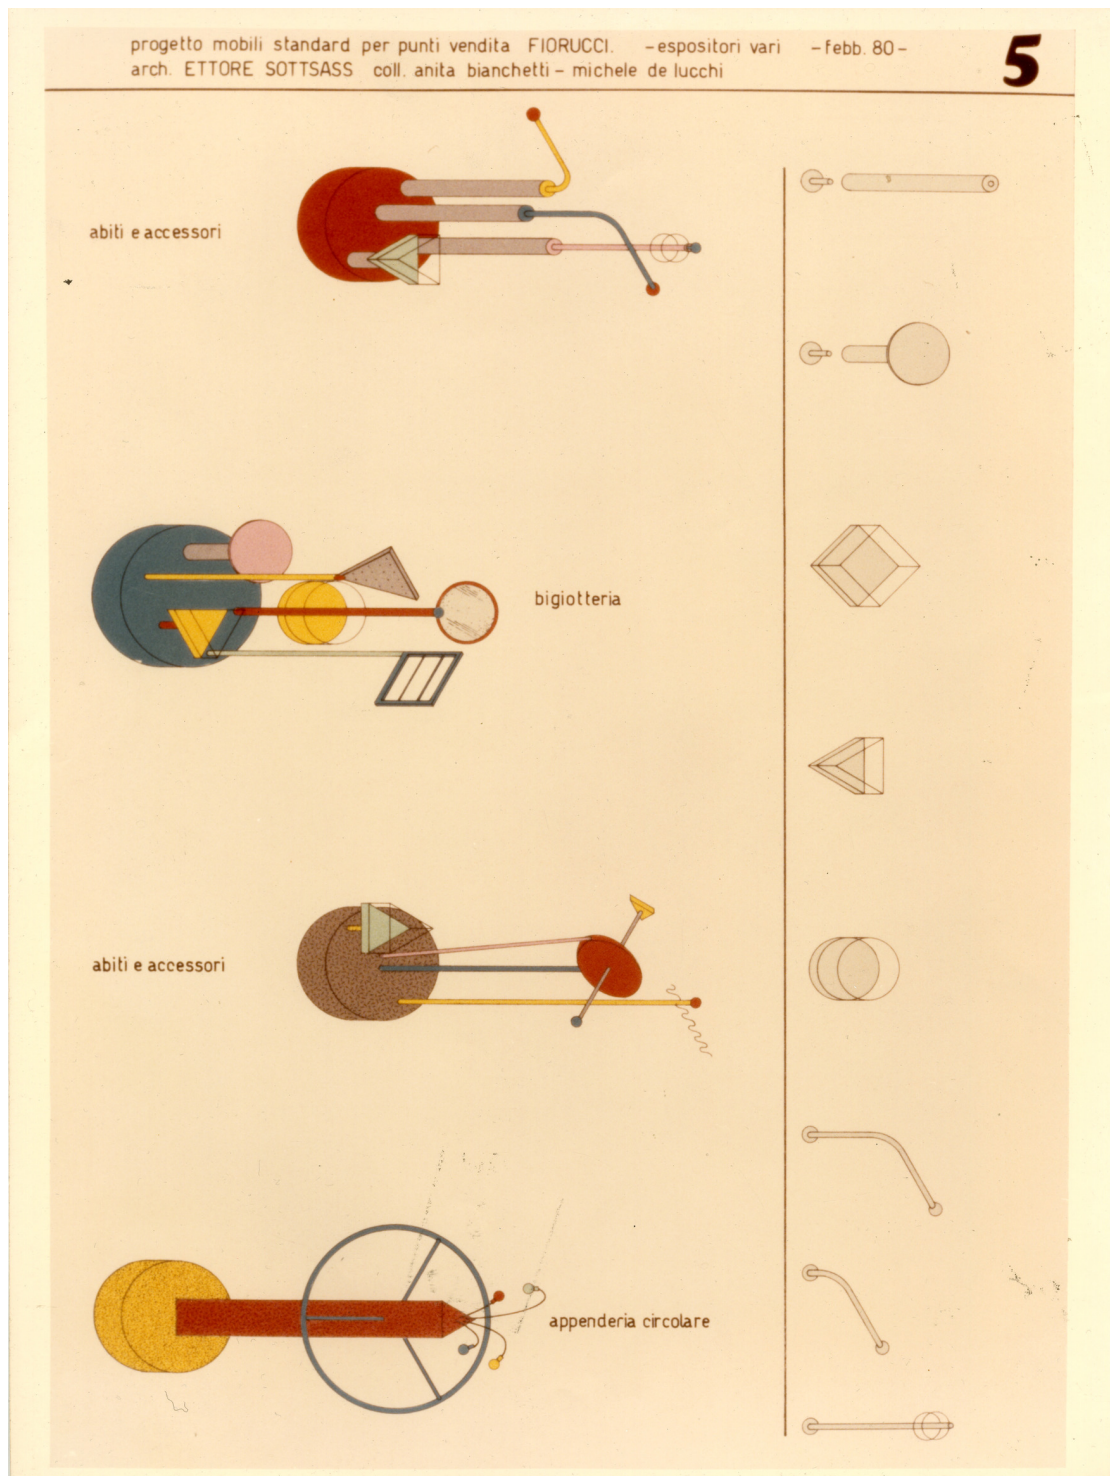 progetto mobili standard per punti vendita FIORUCCI. -espositori vari -febb. 80-
arch. ETTORE SOTTSASS coll. anita bianchetti - michele de lucchi
5
abiti e accessori
bigiotteria
abiti e accessori
appenderia circolare